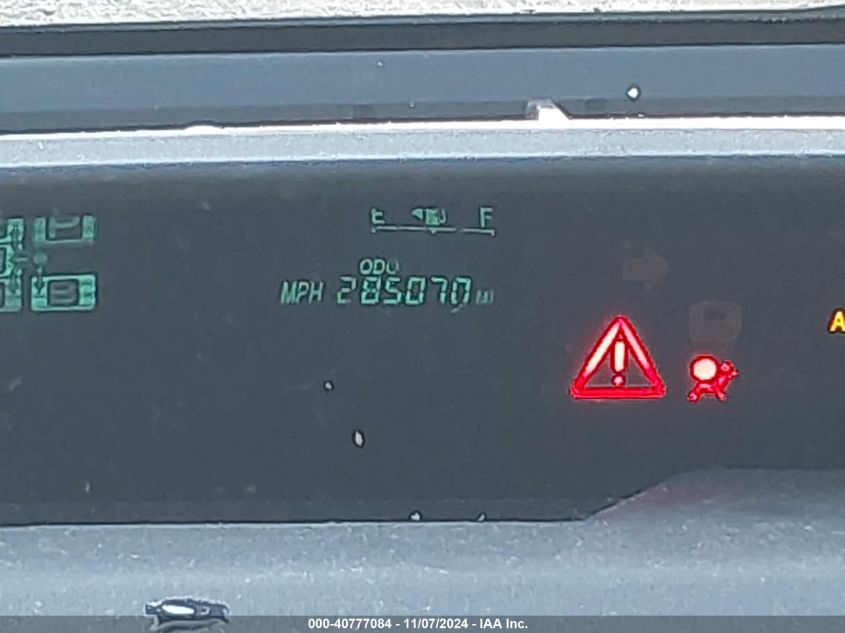 E F
ODO
MPH 285070 MI
A
000-40777084 - 11/07/2024 - IAA Inc.